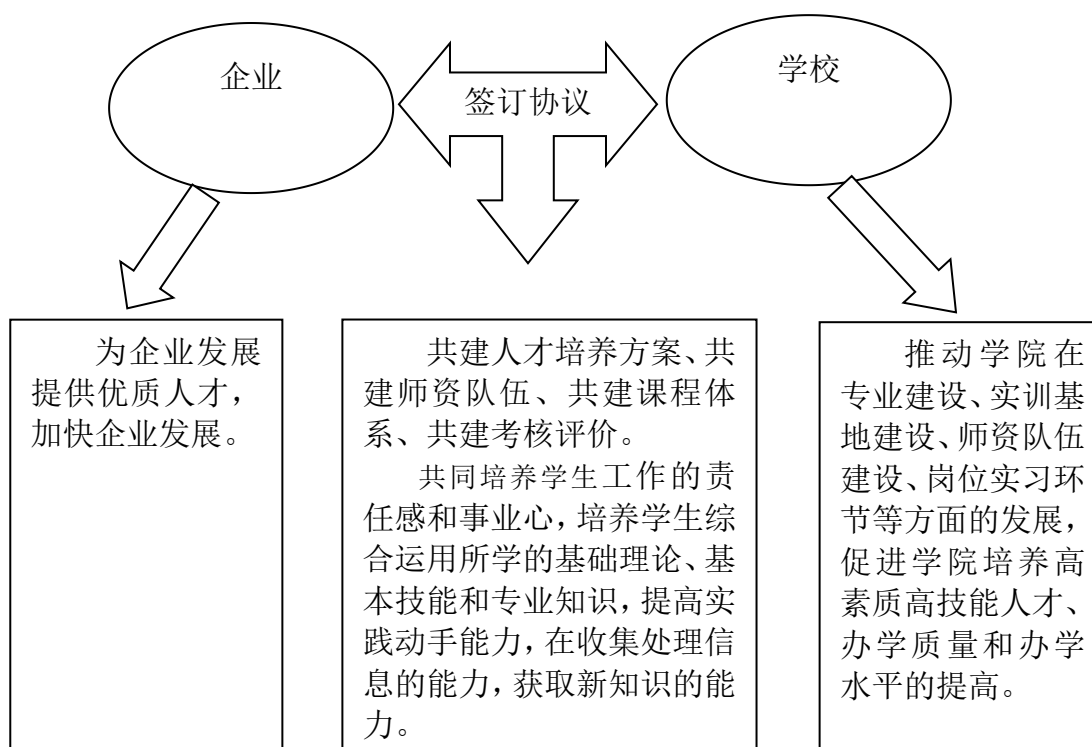 企业
签订协议
学校
为企业发展
提供优质人才，
加快企业发展。
共建人才培养方案、共
建师资队伍、共建课程体
系、共建考核评价。
共同培养学生工作的责
任感和事业心，培养学生综
合运用所学的基础理论、基
本技能和专业知识，提高实
践动手能力，在收集处理信
息的能力，获取新知识的能
力。
推动学院在
专业建设、实训基
地建设、师资队伍
建设、岗位实习环
节等方面的发展，
促进学院培养高
素质高技能人才、
办学质量和办学
水平的提高。